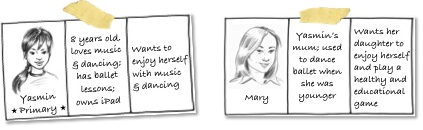 Yasmin
★ Primary ★
8 years old,
loves music
& dancing;
has ballet
lessons;
owns iPad
Wants to
enjoy herself
with music
& dancing
Mary
Yasmin's
mum; used
to dance
ballet when
she was
younger
Wants her
daughter to
enjoy herself
and play a
healthy and
educational
game